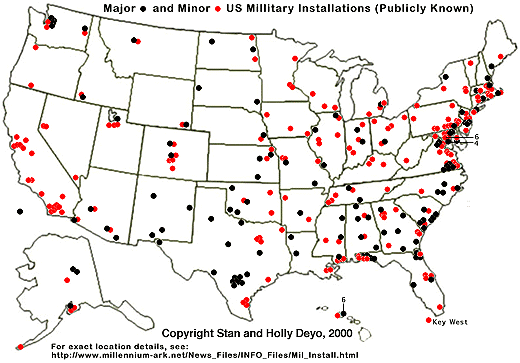 Major ● and Minor ● US Millitary Installations (Publicly Known)
6
4
6
Key West
Copyright Stan and Holly Deyo, 2000
For exact location details, see:
http://www.millennium-ark.net/News_Files/INFO_Files/Mil_Install.html